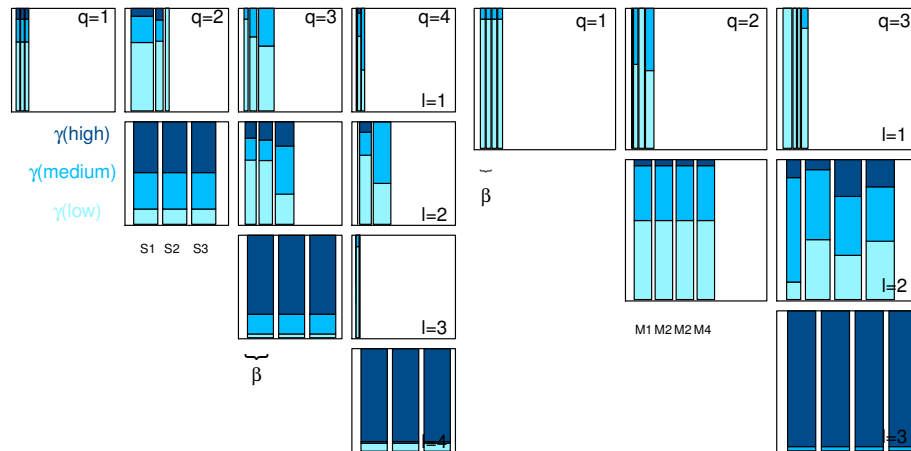 q=1
q=2
q=3
q=4
l=1
γ(high)
γ(medium)
γ(low)
l=2
S1 S2 S3
l=3
β
l=4
q=1
q=2
q=3
l=1
β
l=2
M1 M2 M2 M4
l=3